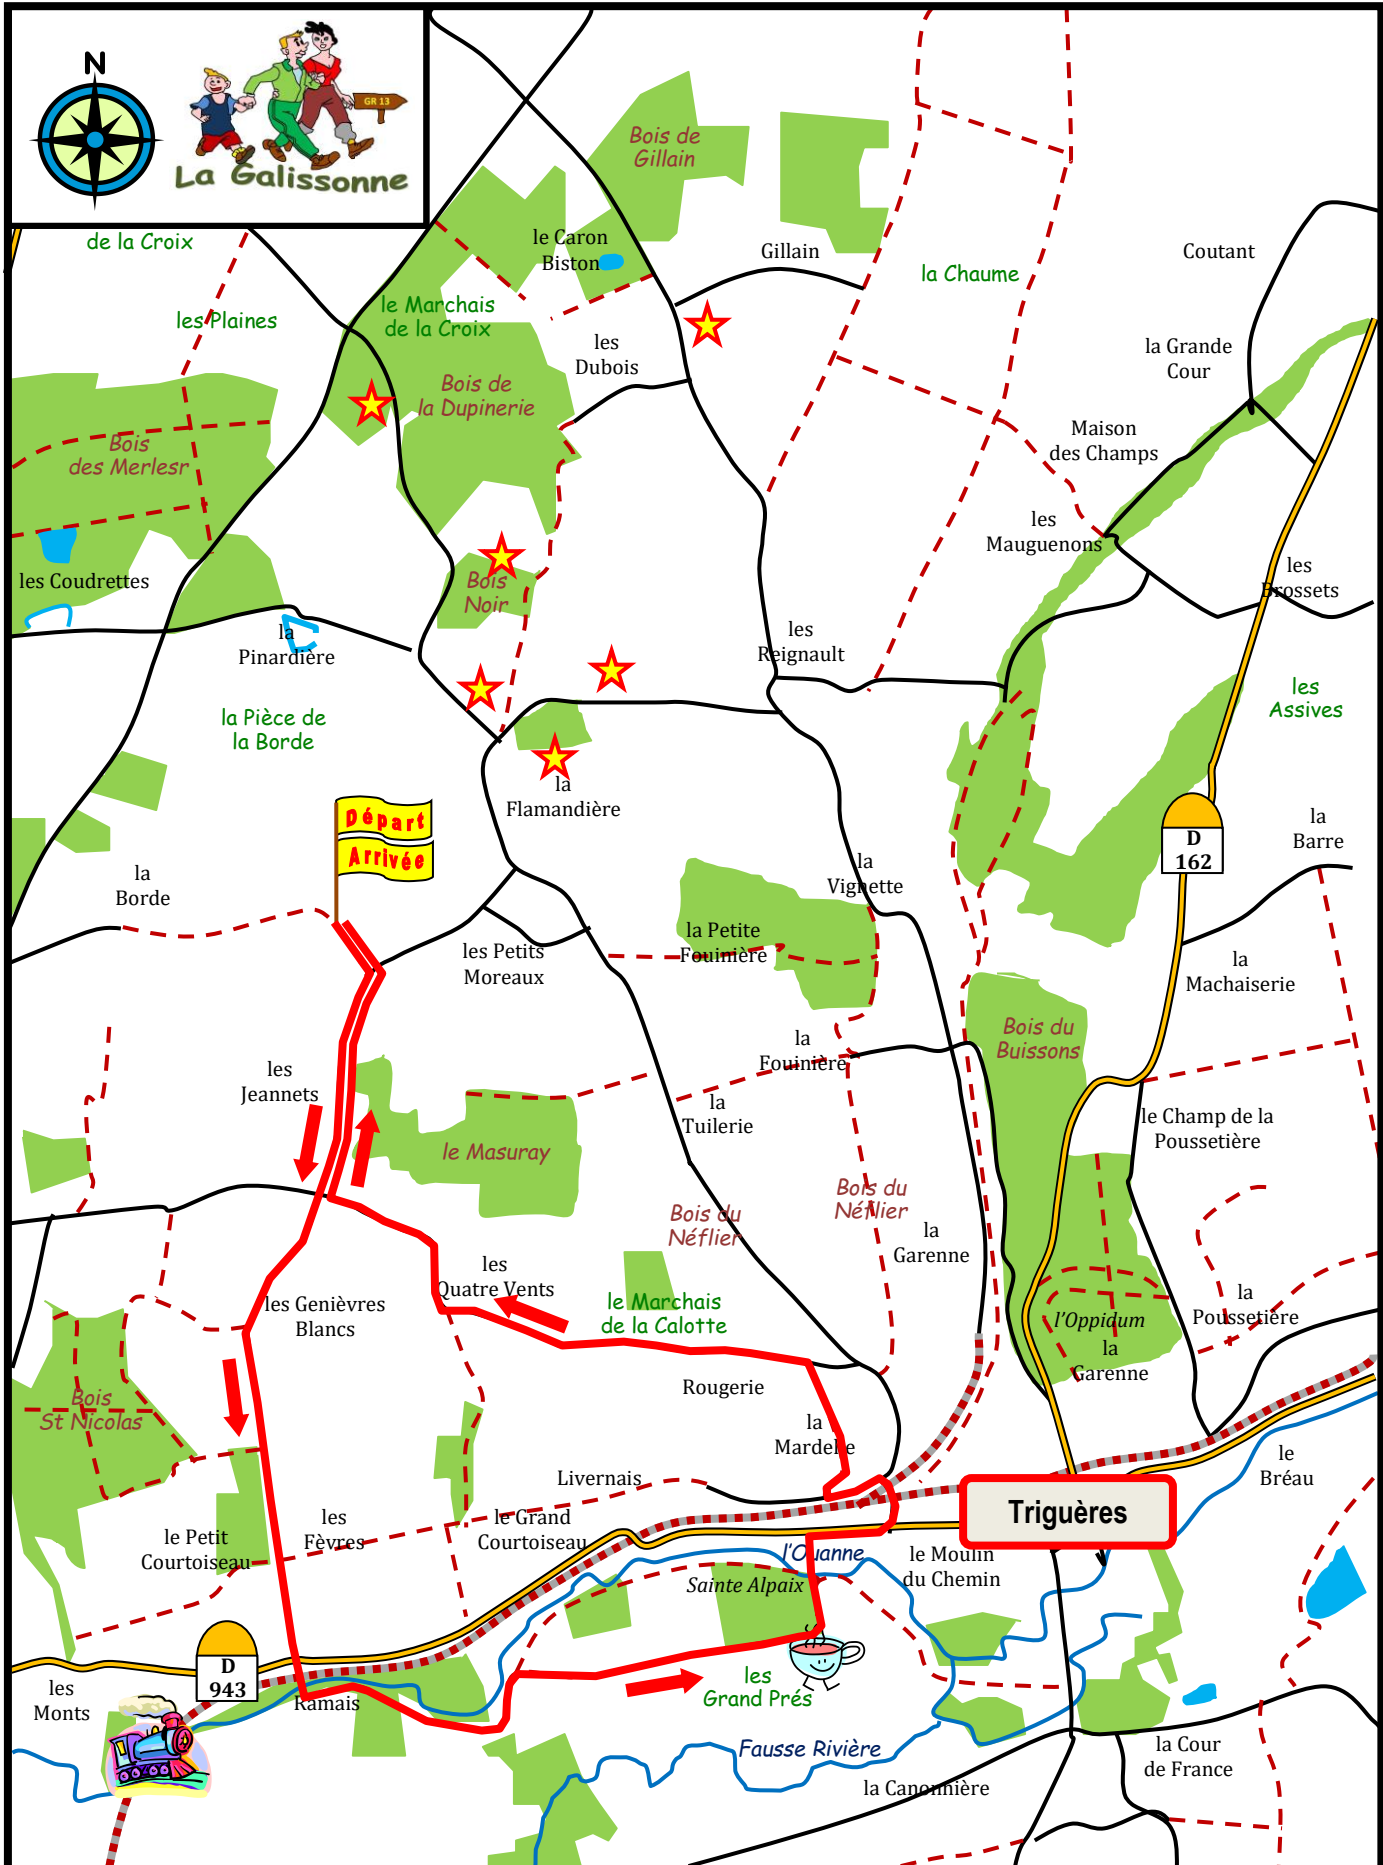 N
GR 13
La Galissonne
de la Croix
Bois de
Gillain
le Caron
Biston
Gillain
la Chaume
Coutant
les Plaines
le Marchais
de la Croix
les
Dubois
la Grande
Cour
Bois de
la Dupinerie
Maison
des Champs
Bois
des Merlesr
les
Mauguenons
les Coudrettes
Bois
Noir
les
Brossets
la
Pinardière
les
Reignault
les
Assives
la Pièce de
la Borde
la
Flamandière
Départ
Arrivée
D
162
la
Barre
la
Borde
la
Vignette
les Petits
Moreaux
la Petite
Fouinière
la
Machaiserie
Bois du
Buissons
les
Jeannets
la
Fouinière
la
Tuilerie
le Champ de la
Poussetière
le Masuray
Bois du
Néflier
Bois du
Néflier
la
Garenne
les
Quatre Vents
les Genièvres
Blancs
le Marchais
de la Calotte
l'Oppidum
la
Garenne
la
Poussetière
Bois
St Nicolas
Rougerie
la
Mardelle
le
Bréau
Livernais
Triguères
le Petit
Courtoiseau
les
Fèvres
le Grand
Courtoiseau
l'Ouanne
le Moulin
du Chemin
Sainte Alpaix
D
943
les
Monts
Ramais
les
Grand Prés
Fausse Rivière
la Cour
de France
la Canonnière